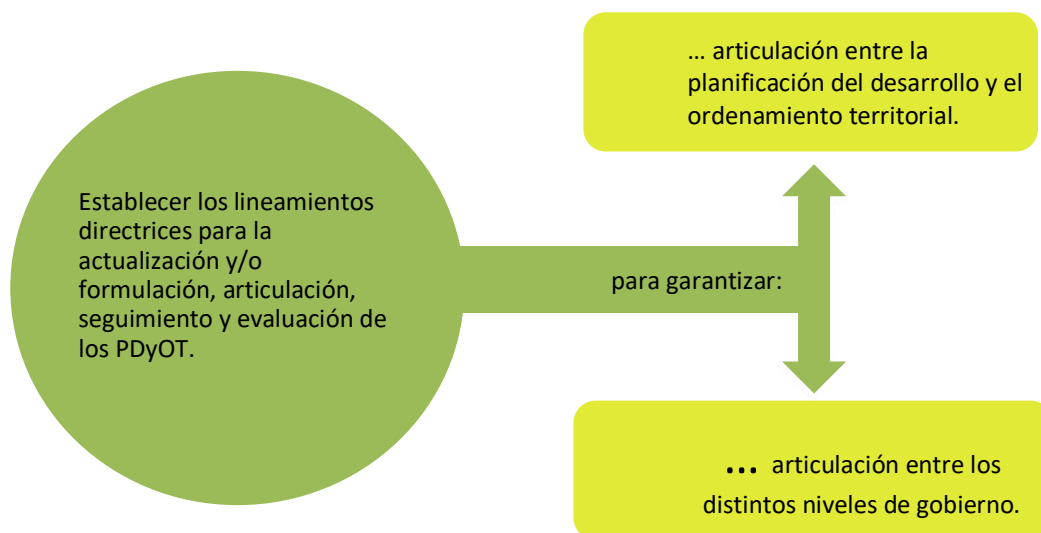 … articulación entre la
planificación del desarrollo y el
ordenamiento territorial.
Establecer los lineamientos
directrices para la
actualización y/o
formulación, articulación,
seguimiento y evaluación de
los PDyOT.
para garantizar:
… articulación entre los
distintos niveles de gobierno.